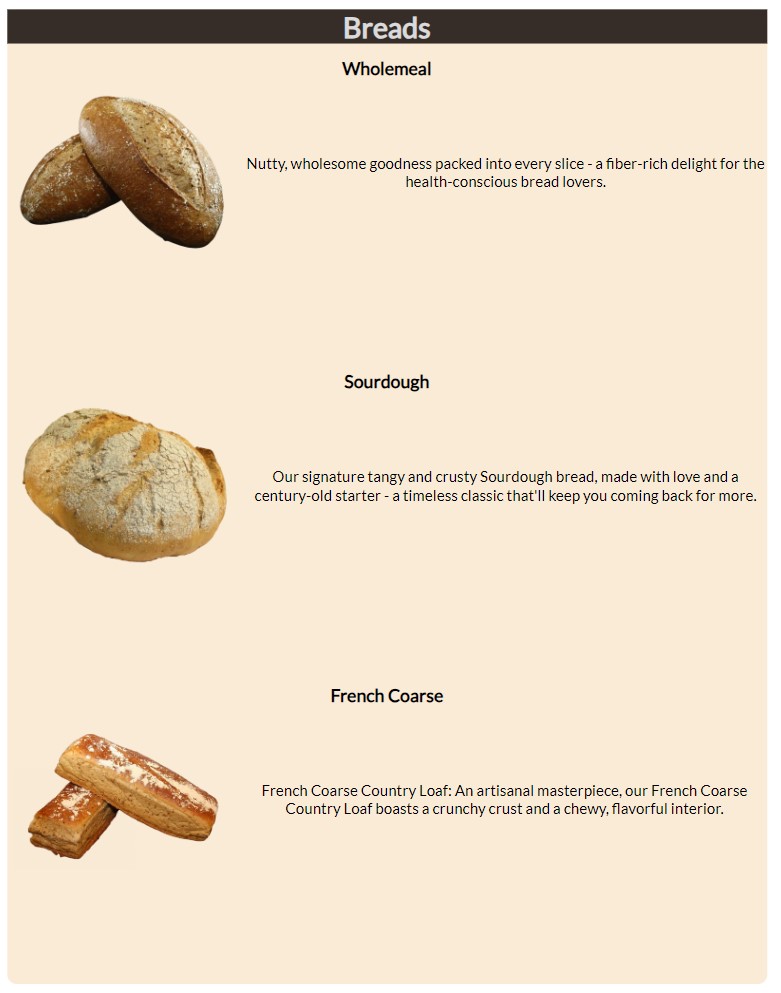 Breads
Wholemeal
Nutty, wholesome goodness packed into every slice - a fiber-rich delight for the
health-conscious bread lovers.
Sourdough
Our signature tangy and crusty Sourdough bread, made with love and a
century-old starter - a timeless classic that'll keep you coming back for more.
French Coarse
French Coarse Country Loaf: An artisanal masterpiece, our French Coarse
Country Loaf boasts a crunchy crust and a chewy, flavorful interior.